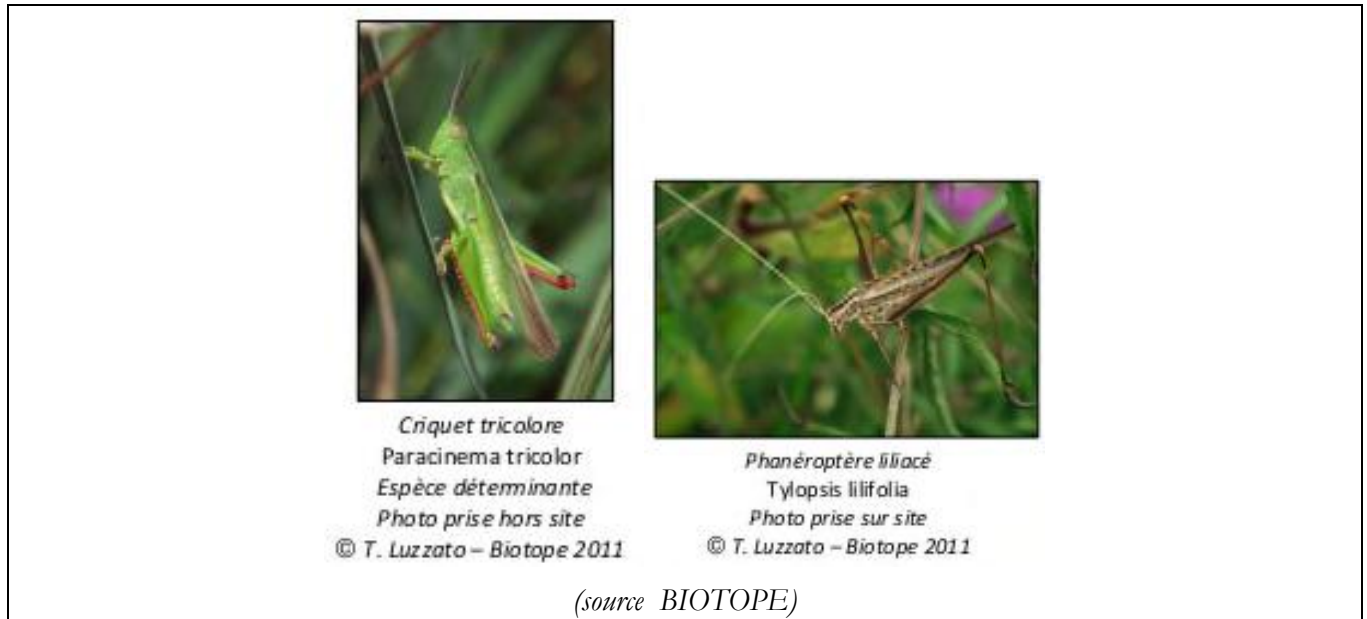 Criquet tricolore
Paracinema tricolor
Espèce déterminante
Photo prise hors site
© T. Luzzato – Biotope 2011
Phanéroptère liliacé
Tylopsis lilifolia
Photo prise sur site
© T. Luzzato – Biotope 2011
(source BIOTOPE)